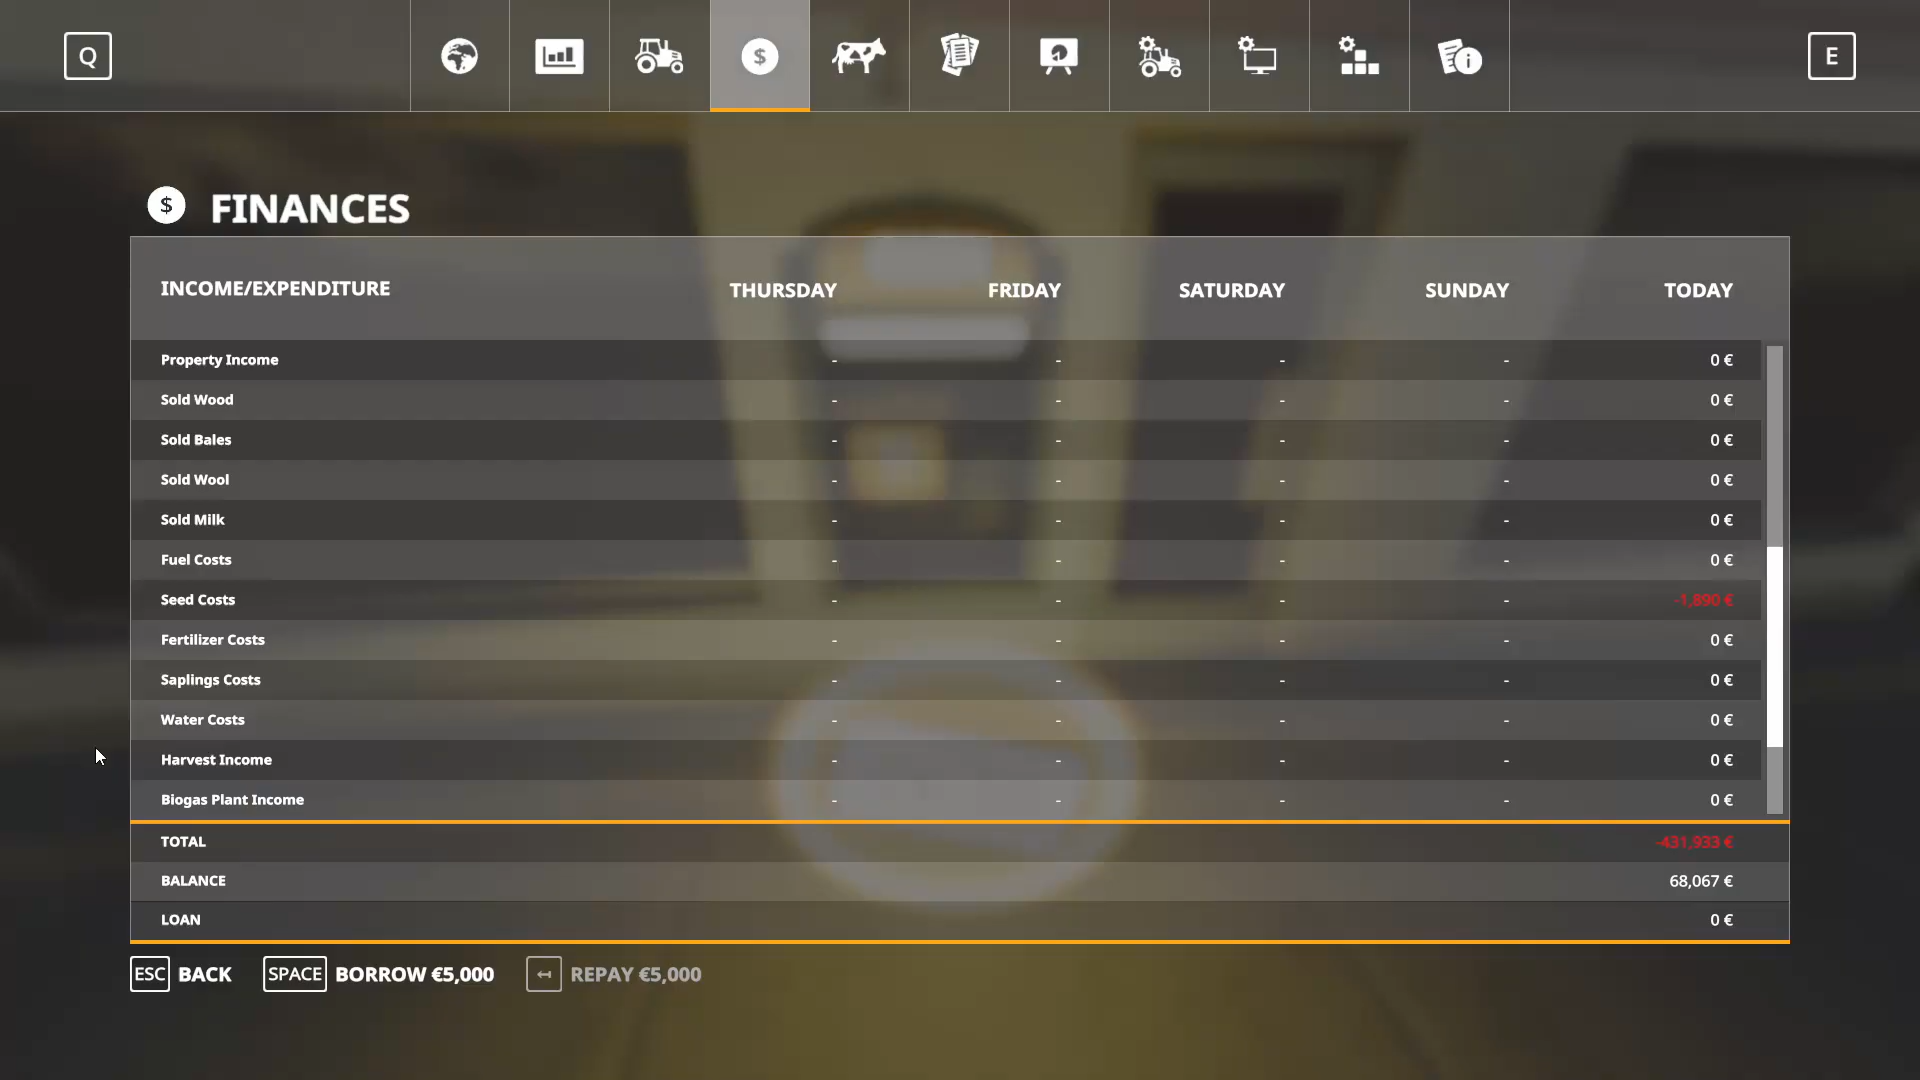 Q
E
$
$ FINANCES
INCOME/EXPENDITURE THURSDAY FRIDAY SATURDAY SUNDAY TODAY
Property Income - - - - 0 €
Sold Wood - - - - 0 €
Sold Bales - - - - 0 €
Sold Wool - - - - 0 €
Sold Milk - - - - 0 €
Fuel Costs - - - - 0 €
Seed Costs - - - - -1,890 €
Fertilizer Costs - - - - 0 €
Saplings Costs - - - - 0 €
Water Costs - - - - 0 €
Harvest Income - - - - 0 €
Biogas Plant Income - - - - 0 €
TOTAL -431,933 €
BALANCE 68,067 €
LOAN 0 €
ESC BACK SPACE BORROW €5,000 ↔ REPAY €5,000